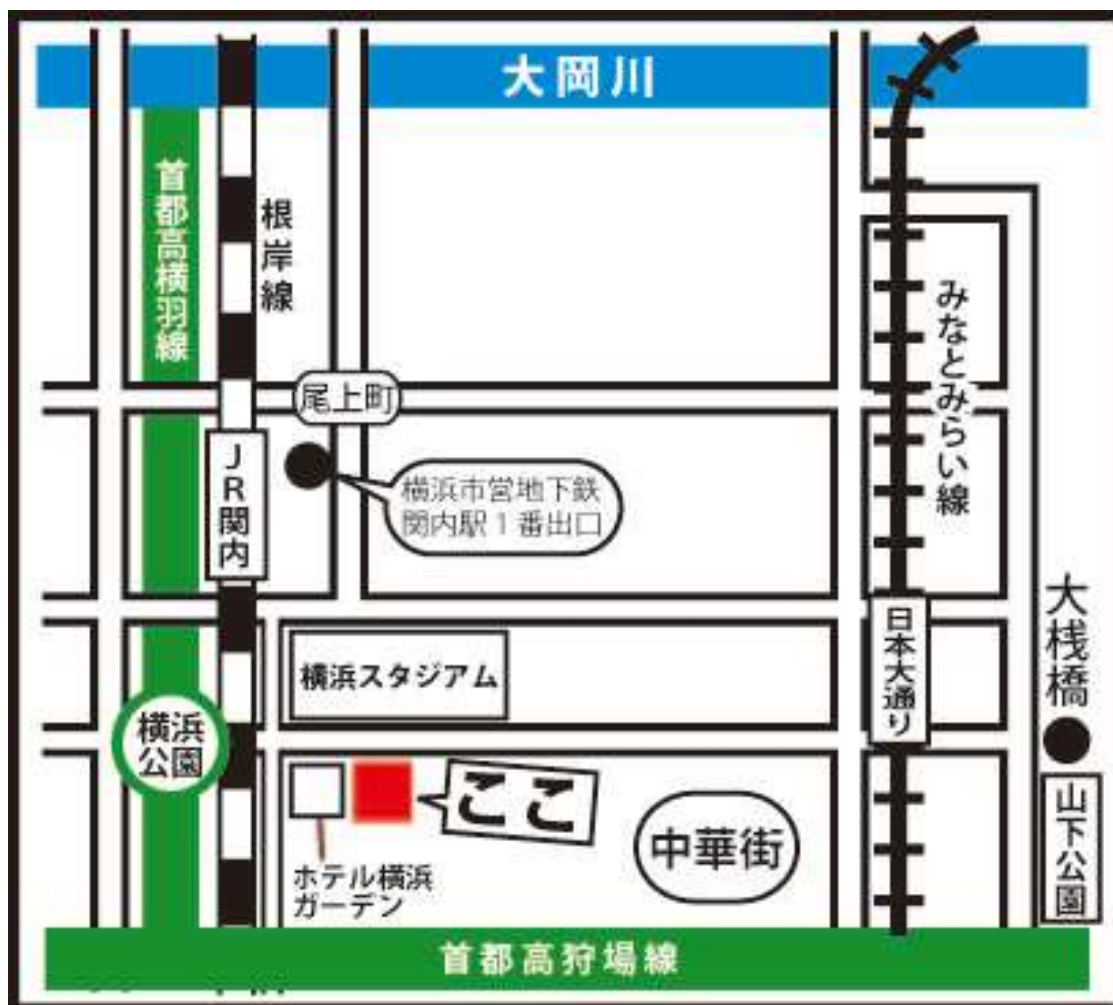 大岡川
首都高横羽線
根岸線
みなとみらい線
尾上町
JR関内
横浜市営地下鉄
関内駅1番出口
日本大通り
大桟橋
横浜スタジアム
横浜
公園
ここ
ホテル横浜
ガーデン
中華街
山下公園
首都高狩場線